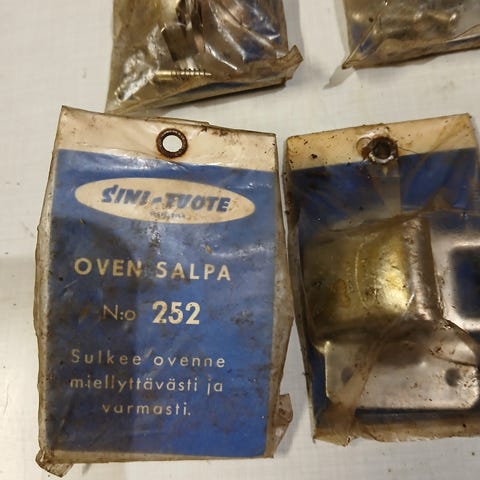 SINI-TUOTE
OVEN SALPA
N:o 252
Sulkee ovenne
miellyttävästi ja
varmasti.